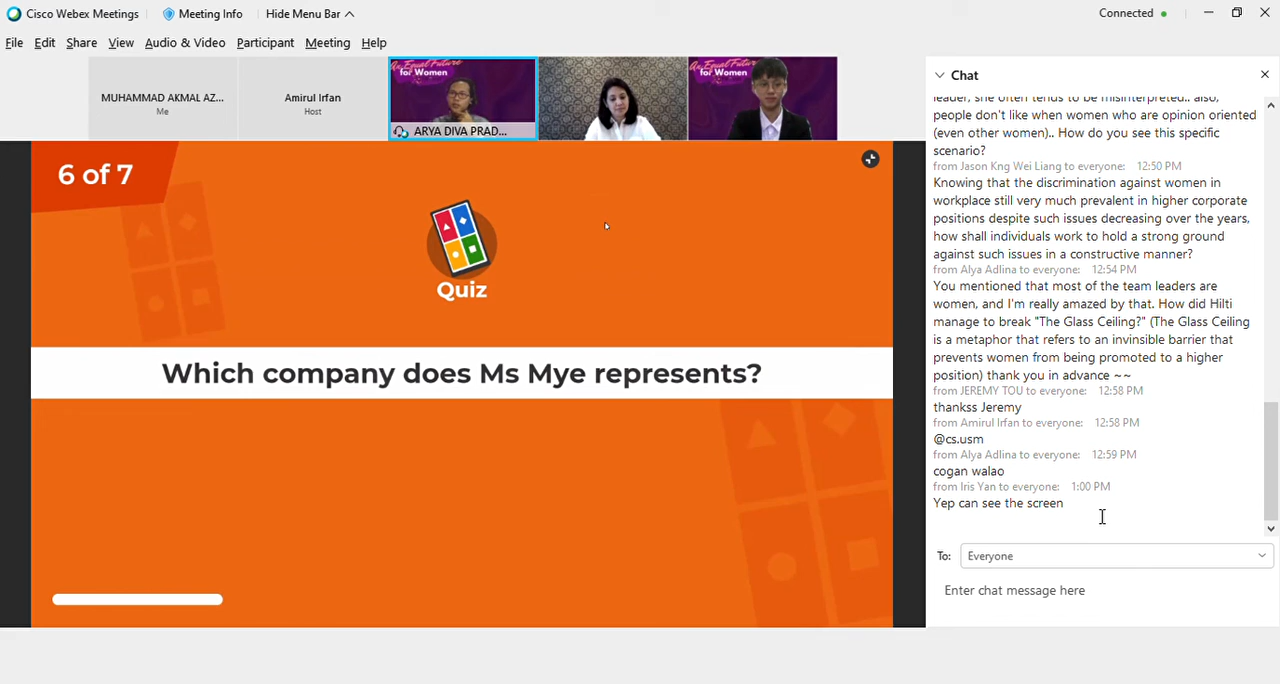 Cisco Webex Meetings
Meeting Info
Hide Menu Bar
Connected
File Edit Share View Audio & Video Participant Meeting Help
MUHAMMAD AKMAL AZ...
Me
Amirul Irfan
Host
An Equal Future
for Women
ARYA DIVA PRAD...
An Equal Future
for Women
6 of 7
Quiz
Which company does Ms Mye represents?
Chat
leader, she often tends to be misinterpreted.. also,
people don't like when women who are opinion oriented
(even other women).. How do you see this specific
scenario?
from Jason Kng Wei Liang to everyone: 12:50 PM
Knowing that the discrimination against women in
workplace still very much prevalent in higher corporate
positions despite such issues decreasing over the years,
how shall individuals work to hold a strong ground
against such issues in a constructive manner?
from Alya Adlina to everyone: 12:54 PM
You mentioned that most of the team leaders are
women, and I'm really amazed by that. How did Hilti
manage to break "The Glass Ceiling?" (The Glass Ceiling
is a metaphor that refers to an invinsible barrier that
prevents women from being promoted to a higher
position) thank you in advance ~~
from JEREMY TOU to everyone: 12:58 PM
thankss Jeremy
from Amirul Irfan to everyone: 12:58 PM
@cs.usm
from Alya Adlina to everyone: 12:59 PM
cogan walao
from Iris Yan to everyone: 1:00 PM
Yep can see the screen
To: Everyone
Enter chat message here